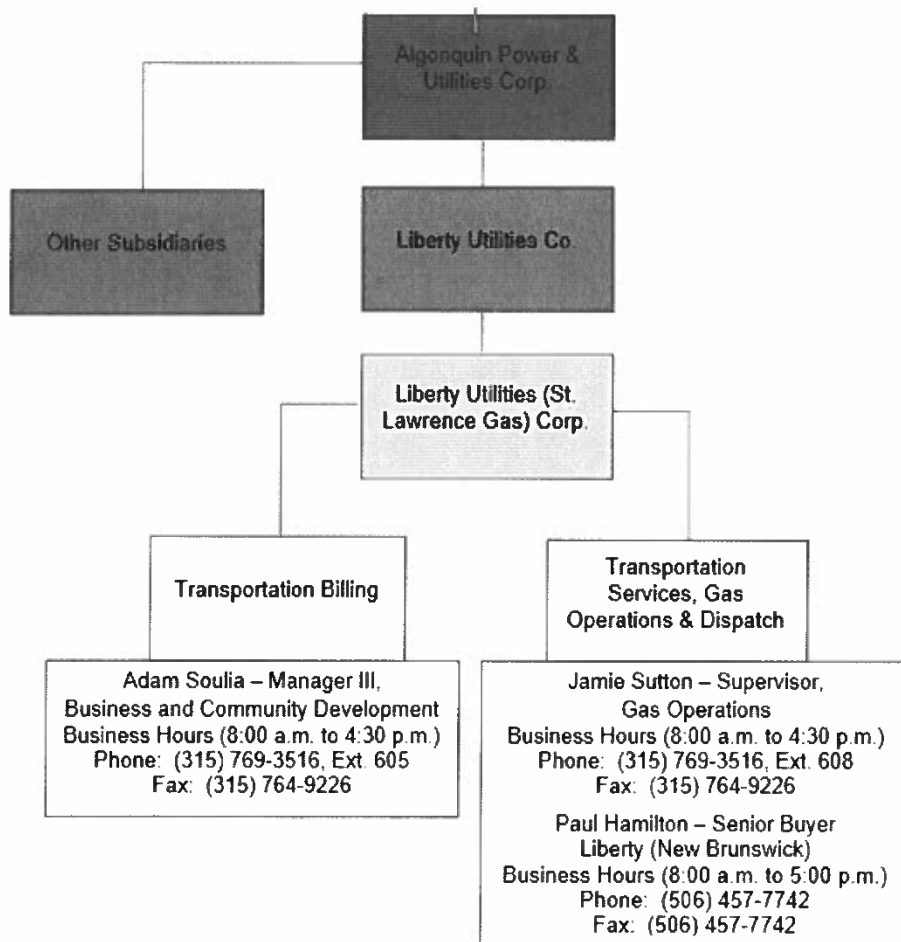 Algonquin Power &
Utilities Corp.
Other Subsidiaries
Liberty Utilities Co.
Liberty Utilities (St.
Lawrence Gas) Corp.
Transportation Billing
Transportation
Services, Gas
Operations & Dispatch
Adam Soulia – Manager III,
Business and Community Development
Business Hours (8:00 a.m. to 4:30 p.m.)
Phone: (315) 769-3516, Ext. 605
Fax: (315) 764-9226
Jamie Sutton – Supervisor,
Gas Operations
Business Hours (8:00 a.m. to 4:30 p.m.)
Phone: (315) 769-3516, Ext. 608
Fax: (315) 764-9226
Paul Hamilton – Senior Buyer
Liberty (New Brunswick)
Business Hours (8:00 a.m. to 5:00 p.m.)
Phone: (506) 457-7742
Fax: (506) 457-7742